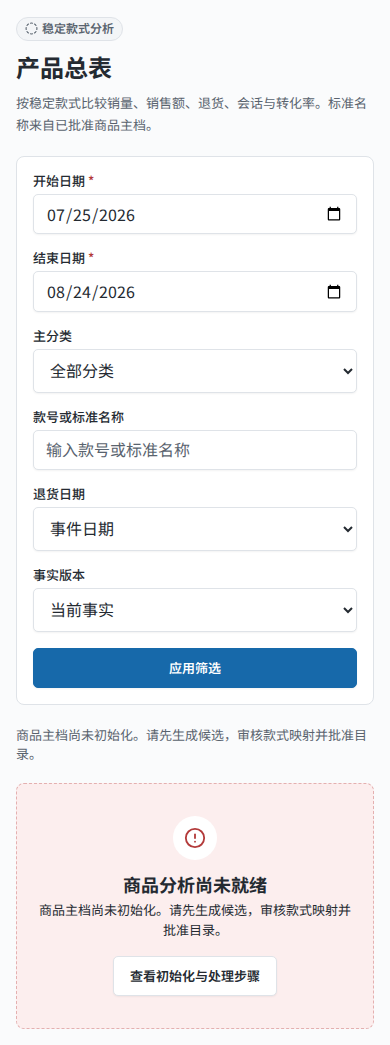 稳定款式分析
产品总表
按稳定款式比较销量、销售额、退货、会话与转化率。标准名
称来自已批准商品主档。
开始日期 *
07/25/2026
结束日期 *
08/24/2026
主分类
全部分类
款号或标准名称
输入款号或标准名称
退货日期
事件日期
事实版本
当前事实
应用筛选
商品主档尚未初始化。请先生成候选，审核款式映射并批准目
录。
商品分析尚未就绪
商品主档尚未初始化。请先生成候选，审核款式映射并
批准目录。
查看初始化与处理步骤